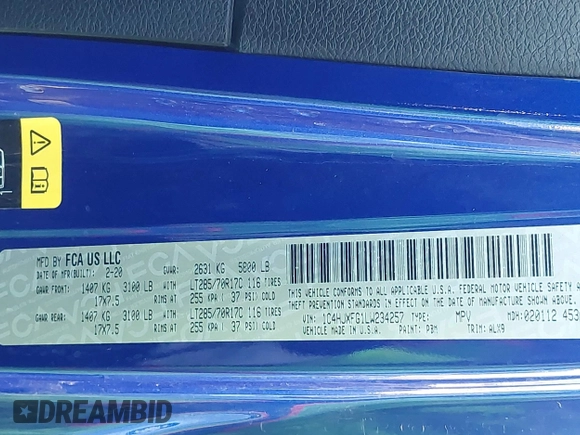 MFD BY FCA US LLC
DATE OF MFR(BUILT): 2-20 GVWR: 2631 KG 5800 LB
GAWR FRONT: 1407 KG 3100 LB WITH LT285/70R17C 116 TIRES
17X7.5 RIMS AT 255 KPA( 37 PSI) COLD
GAWR REAR: 1407 KG 3100 LB WITH LT285/70R17C 116 TIRES
17X7.5 RIMS AT 255 KPA( 37 PSI) COLD
THIS VEHICLE CONFORMS TO ALL APPLICABLE U.S.A. FEDERAL MOTOR VEHICLE SAFETY, BUMPER AND
THEFT PREVENTION STANDARDS IN EFFECT ON THE DATE OF MANUFACTURE SHOWN ABOVE.
VIN: 1C4HJXFG1LW234257 TYPE: MPV MDH: 020112 453
VEHICLE MADE IN U.S.A. PAINT: PBM TRIM: ALX9
DREAMBID